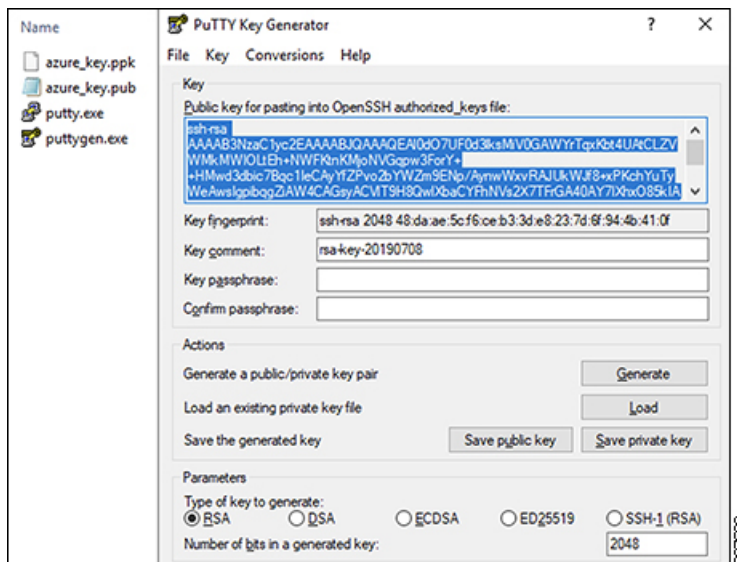 Name
azure_key.ppk
azure_key.pub
putty.exe
puttygen.exe
PuTTY Key Generator
? X
File Key Conversions Help
Key
Public key for pasting into OpenSSH authorized_keys file:
ssh-rsa
Key fingerprint: ssh-rsa 2048 48:da:ae:5c:f6:ce:b3:3d:e8:23:7d:6f:94:4b:41:0f
Key comment: rsa-key-20190708
Key passphrase:
Confirm passphrase:
Actions
Generate a public/private key pair Generate
Load an existing private key file Load
Save the generated key Save public key Save private key
Parameters
Type of key to generate:
RSA DSA ECDSA ED25519 SSH-1 (RSA)
Number of bits in a generated key: 2048